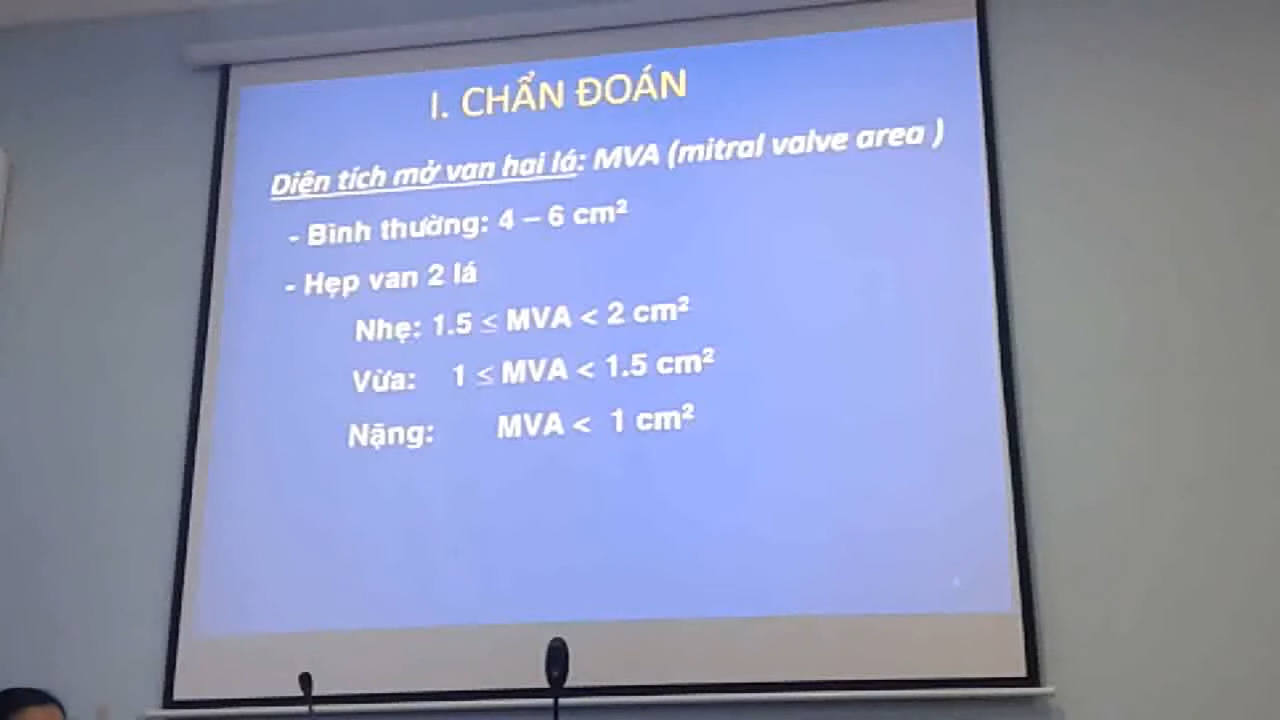 I. CHẨN ĐOÁN
Diện tích mở van hai lá: MVA (mitral valve area )
- Bình thường: 4 – 6 cm²
- Hẹp van 2 lá
Nhẹ: 1.5 ≤ MVA < 2 cm²
Vừa: 1 ≤ MVA < 1.5 cm²
Nặng: MVA < 1 cm²